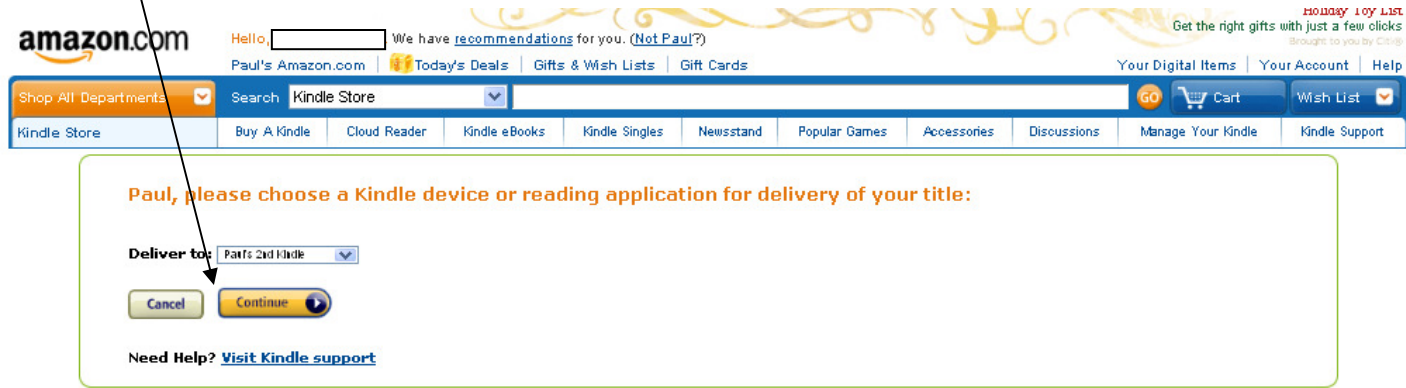 Holiday Toy List
amazon.com Hello, We have recommendations for you. (Not Paul?) Get the right gifts with just a few clicks
Brought to you by Citi®
Paul's Amazon.com | Today's Deals | Gifts & Wish Lists | Gift Cards Your Digital Items | Your Account | Help
Shop All Departments Search Kindle Store GO Cart Wish List
Kindle Store Buy A Kindle Cloud Reader Kindle eBooks Kindle Singles Newsstand Popular Games Accessories Discussions Manage Your Kindle Kindle Support
Paul, please choose a Kindle device or reading application for delivery of your title:
Deliver to: Paul's 2nd Kindle
Cancel Continue
Need Help? Visit Kindle support